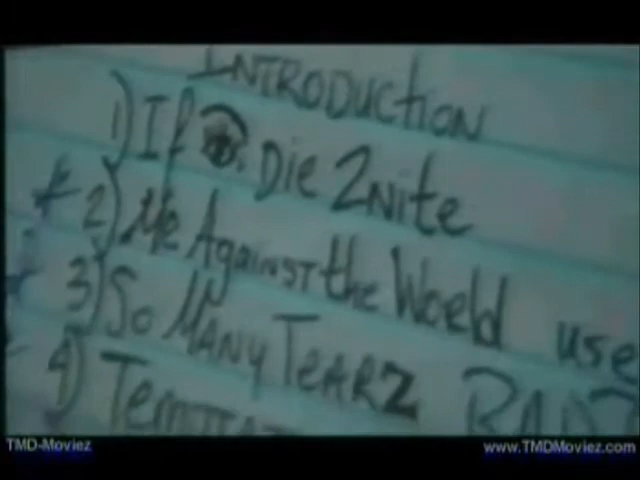 INTRODUCTION
1) If I Die 2Nite
* 2) Me Against the World use
* 3) So MANY TEARZ
4)
TMD-Moviez www.TMDMoviez.com